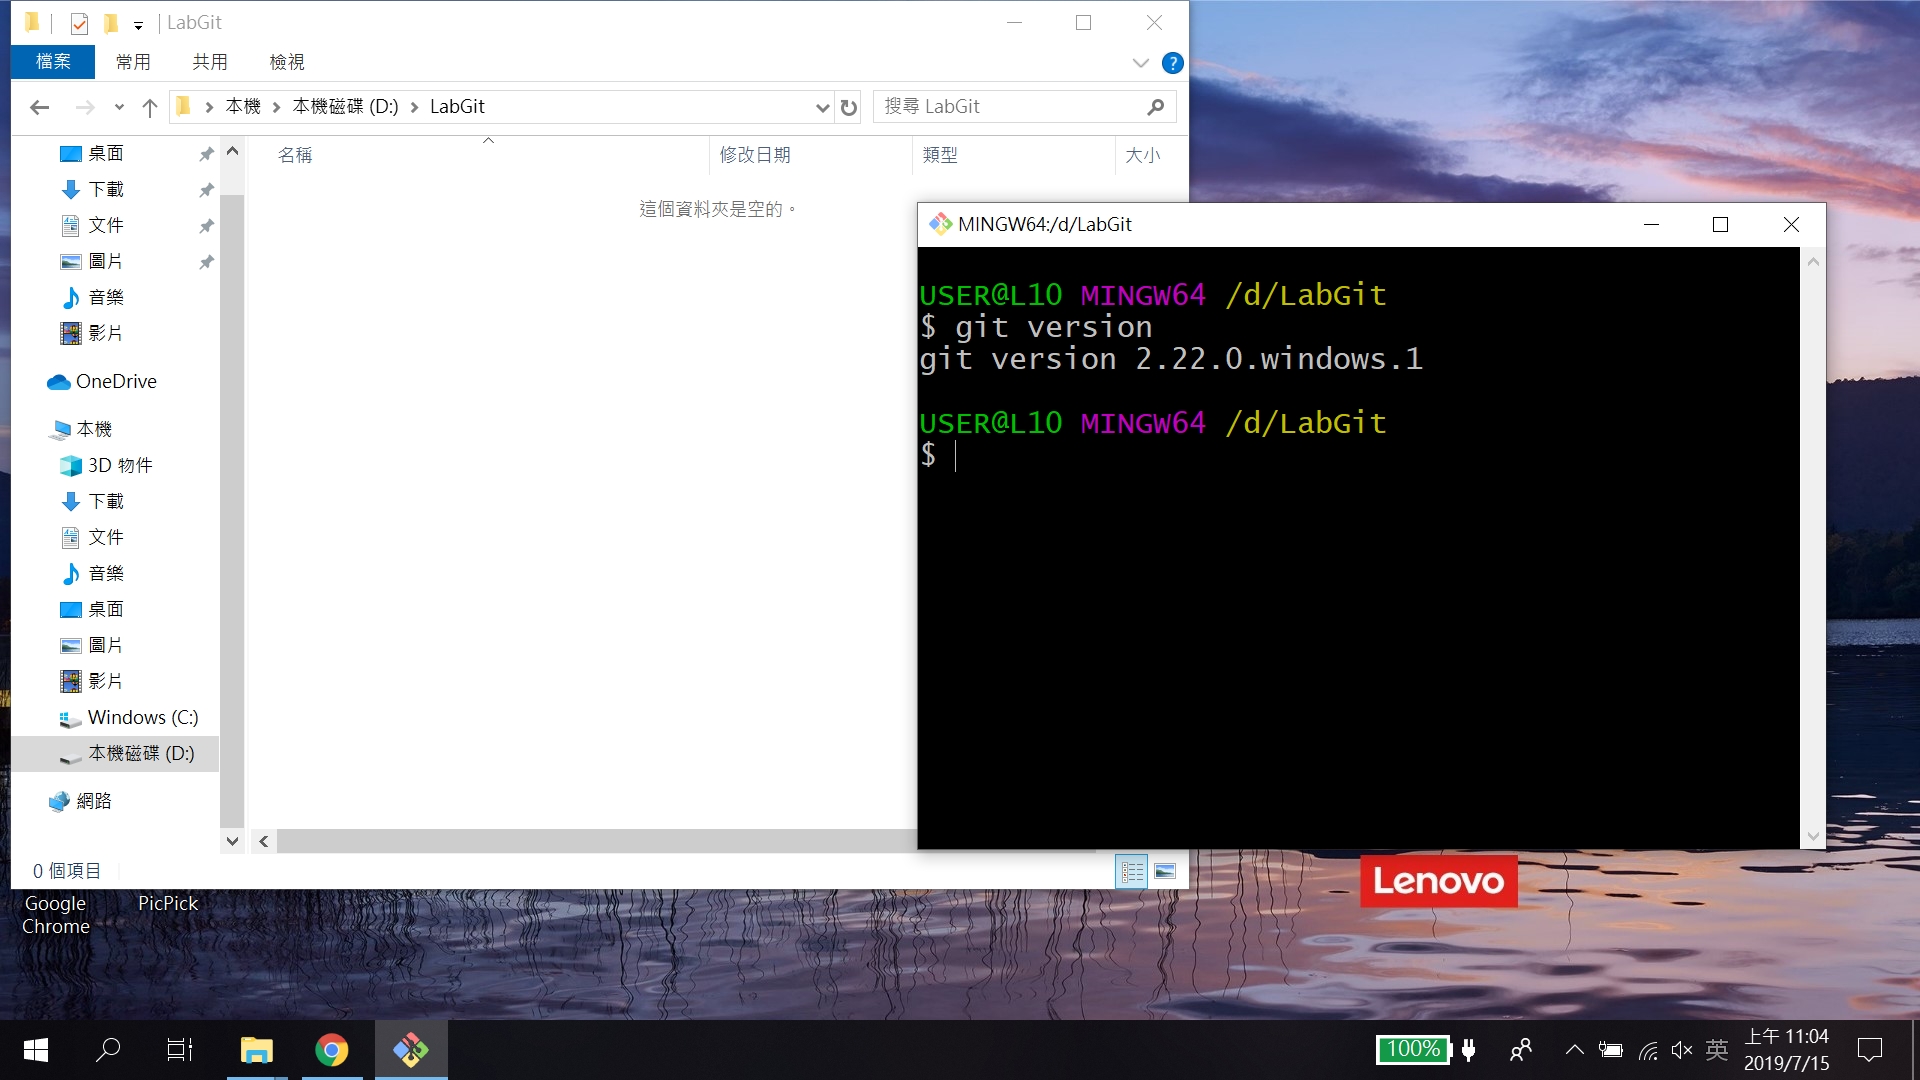 LabGit
檔案 常用 共用 檢視
本機 本機磁碟 (D:) LabGit 搜尋 LabGit
名稱 修改日期 類型 大小
這個資料夾是空的。
桌面
下載
文件
圖片
音樂
影片
OneDrive
本機
3D 物件
下載
文件
音樂
桌面
圖片
影片
Windows (C:)
本機磁碟 (D:)
網路
0 個項目
MINGW64:/d/LabGit
USER@L10 MINGW64 /d/LabGit
$ git version
git version 2.22.0.windows.1
USER@L10 MINGW64 /d/LabGit
$
Lenovo
Google
Chrome
PicPick
100%
英
上午 11:04
2019/7/15